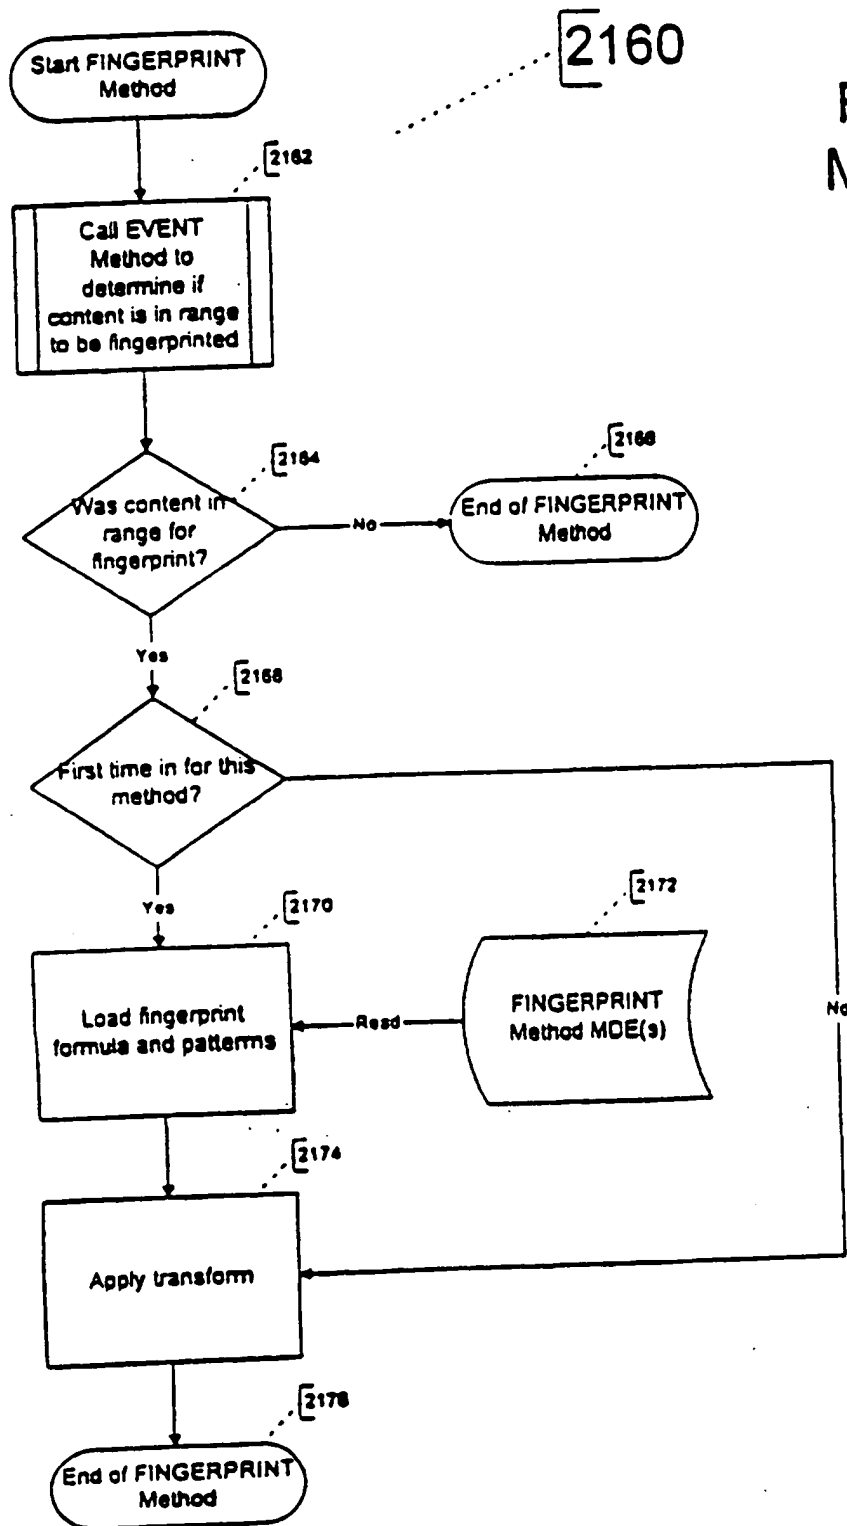 2160
Start FINGERPRINT
Method
2162
Call EVENT
Method to
determine if
content is in range
to be fingerprinted
2164
Was content in
range for
fingerprint?
No
2166
End of FINGERPRINT
Method
Yes
2168
First time in for this
method?
No
Yes
2170
Load fingerprint
formula and patterns
Read
2172
FINGERPRINT
Method MDE(s)
2174
Apply transform
2176
End of FINGERPRINT
Method